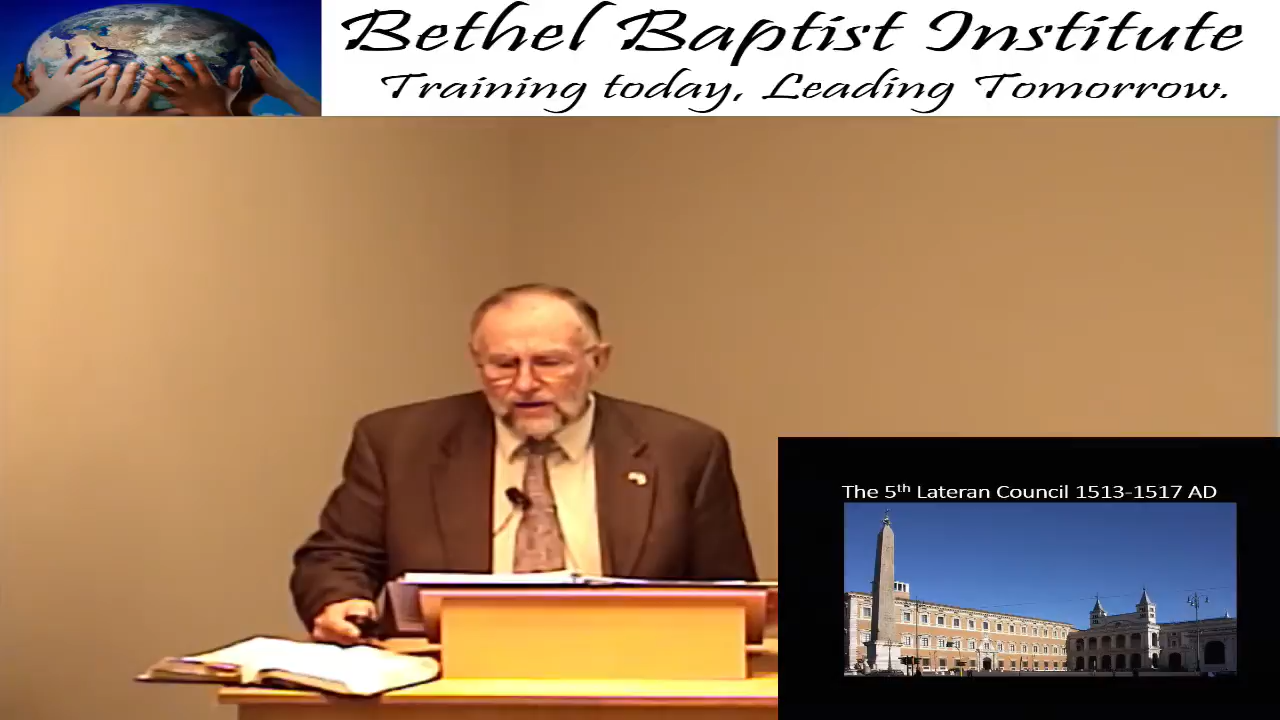 Bethel Baptist Institute
Training today, Leading Tomorrow.
The 5th Lateran Council 1513-1517 AD